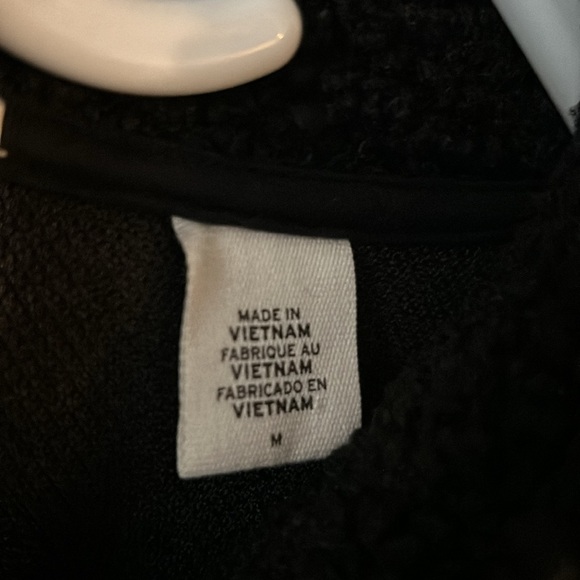 MADE IN
VIETNAM
FABRIQUE AU
VIETNAM
FABRICADO EN
VIETNAM
M